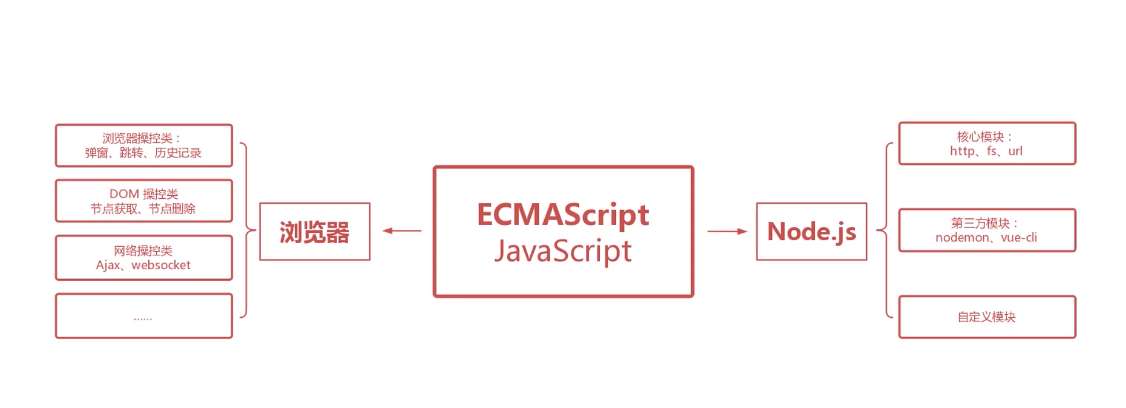 浏览器操控类：
弹窗、跳转、历史记录
DOM 操控类
节点获取、节点删除
网络操控类
Ajax、websocket
……
浏览器
ECMAScript
JavaScript
Node.js
核心模块：
http、fs、url
第三方模块：
nodemon、vue-cli
自定义模块